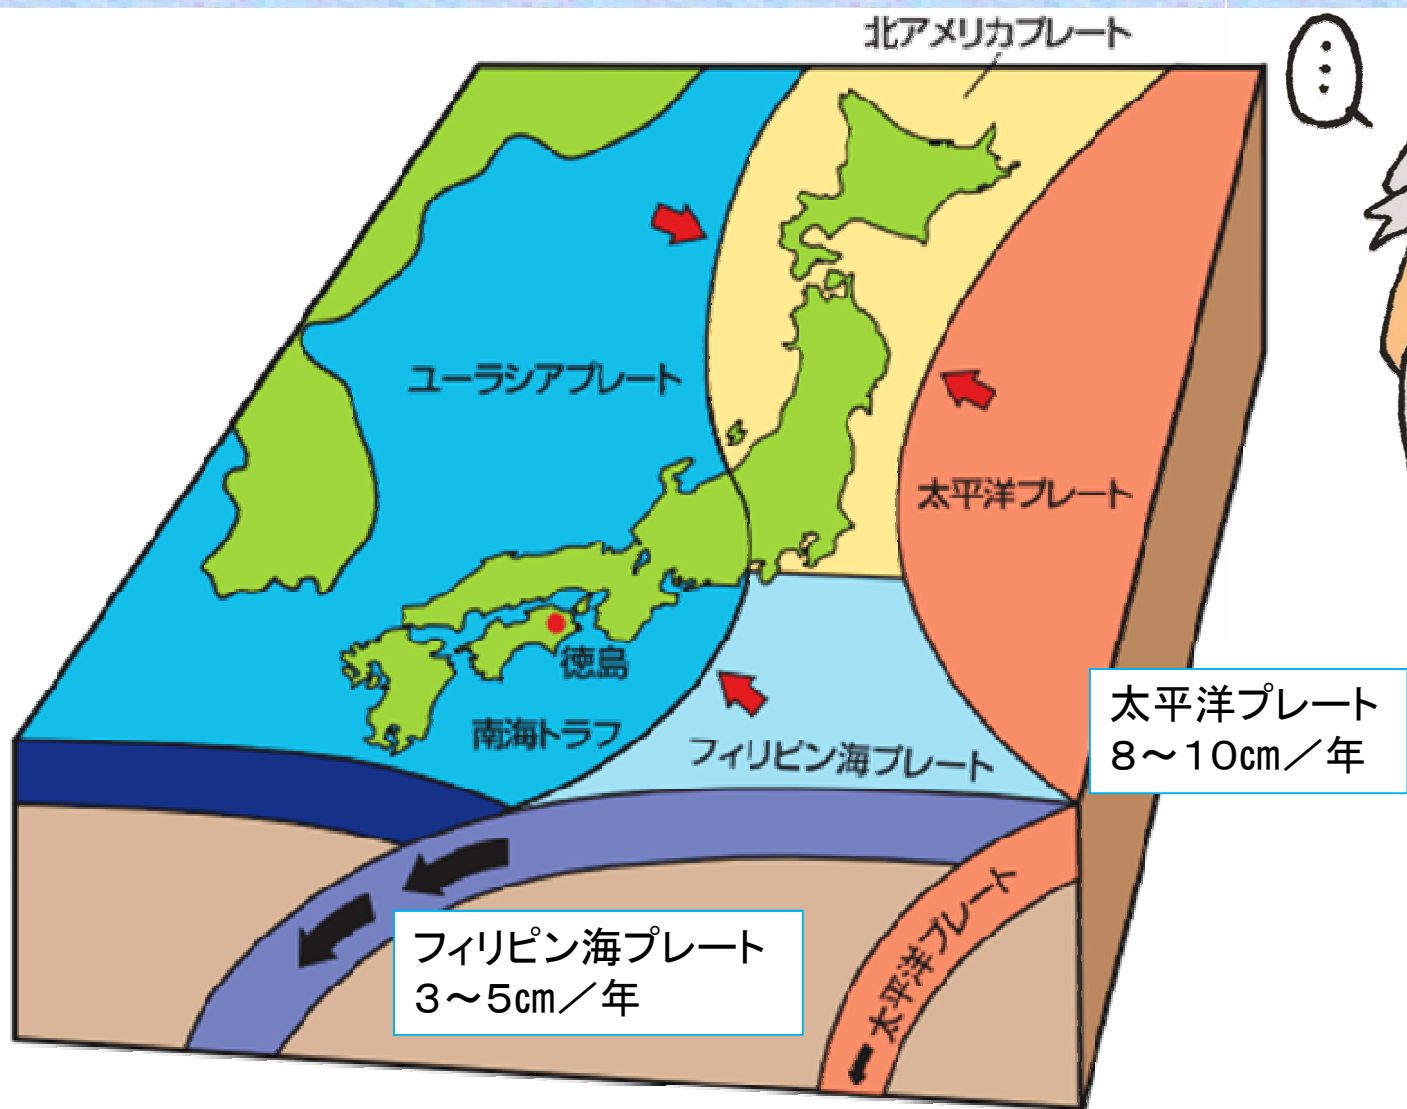 北アメリカプレート
ユーラシアプレート
太平洋プレート
徳島
南海トラフ
フィリピン海プレート
太平洋プレート
8～10㎝／年
フィリピン海プレート
3～5㎝／年
太平洋プレート